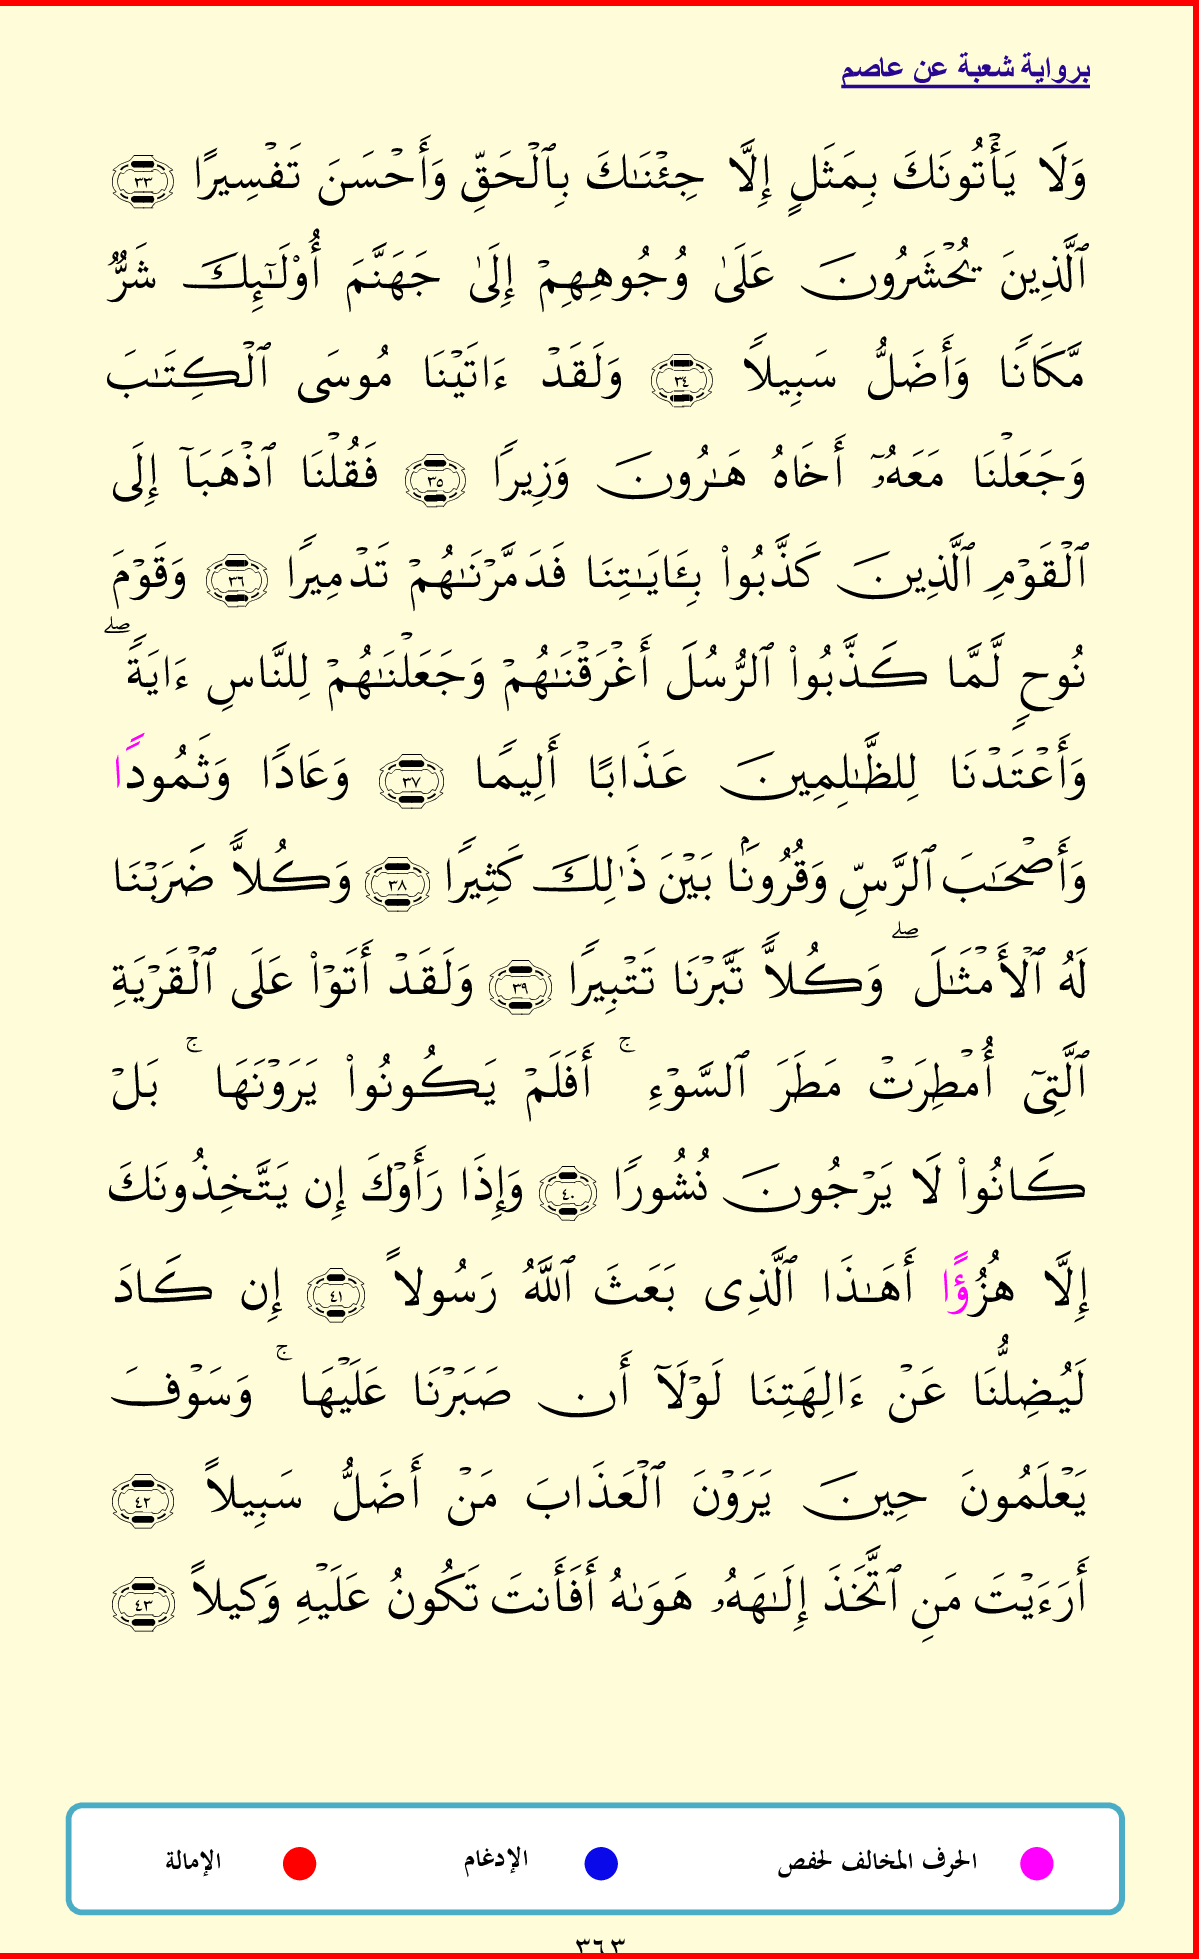 برواية شعبة عن عاصم
وَلَا يَأْتُونَكَ بِمَثَلٍ إِلَّا جِئْنَٰكَ بِٱلْحَقِّ وَأَحْسَنَ تَفْسِيرًا ٣٣
ٱلَّذِينَ يُحْشَرُونَ عَلَىٰ وُجُوهِهِمْ إِلَىٰ جَهَنَّمَ أُوْلَٰٓئِكَ شَرٌّ
مَّكَانًا وَأَضَلُّ سَبِيلًا ٣٤ وَلَقَدْ ءَاتَيْنَا مُوسَى ٱلْكِتَٰبَ
وَجَعَلْنَا مَعَهُۥٓ أَخَاهُ هَٰرُونَ وَزِيرًا ٣٥ فَقُلْنَا ٱذْهَبَآ إِلَى
ٱلْقَوْمِ ٱلَّذِينَ كَذَّبُوا۟ بِـَٔايَٰتِنَا فَدَمَّرْنَٰهُمْ تَدْمِيرًا ٣٦ وَقَوْمَ
نُوحٍ لَّمَّا كَذَّبُوا۟ ٱلرُّسُلَ أَغْرَقْنَٰهُمْ وَجَعَلْنَٰهُمْ لِلنَّاسِ ءَايَةً ۖ
وَأَعْتَدْنَا لِلظَّٰلِمِينَ عَذَابًا أَلِيمًا ٣٧ وَعَادًا وَثَمُودًا
وَأَصْحَٰبَ ٱلرَّسِّ وَقُرُونًۢا بَيْنَ ذَٰلِكَ كَثِيرًا ٣٨ وَكُلًّا ضَرَبْنَا
لَهُ ٱلْأَمْثَٰلَ ۖ وَكُلًّا تَبَّرْنَا تَتْبِيرًا ٣٩ وَلَقَدْ أَتَوْا۟ عَلَى ٱلْقَرْيَةِ
ٱلَّتِىٓ أُمْطِرَتْ مَطَرَ ٱلسَّوْءِ ۚ أَفَلَمْ يَكُونُوا۟ يَرَوْنَهَا ۚ بَلْ
كَانُوا۟ لَا يَرْجُونَ نُشُورًا ٤٠ وَإِذَا رَأَوْكَ إِن يَتَّخِذُونَكَ
إِلَّا هُزُؤًا أَهَٰذَا ٱلَّذِى بَعَثَ ٱللَّهُ رَسُولًا ٤١ إِن كَادَ
لَيُضِلُّنَا عَنْ ءَالِهَتِنَا لَوْلَآ أَن صَبَرْنَا عَلَيْهَا ۚ وَسَوْفَ
يَعْلَمُونَ حِينَ يَرَوْنَ ٱلْعَذَابَ مَنْ أَضَلُّ سَبِيلًا ٤٢
أَرَءَيْتَ مَنِ ٱتَّخَذَ إِلَٰهَهُۥ هَوَىٰهُ أَفَأَنتَ تَكُونُ عَلَيْهِ وَكِيلًا ٤٣
الحرف المخالف لحفص الإدغام الإمالة
٣٦٣